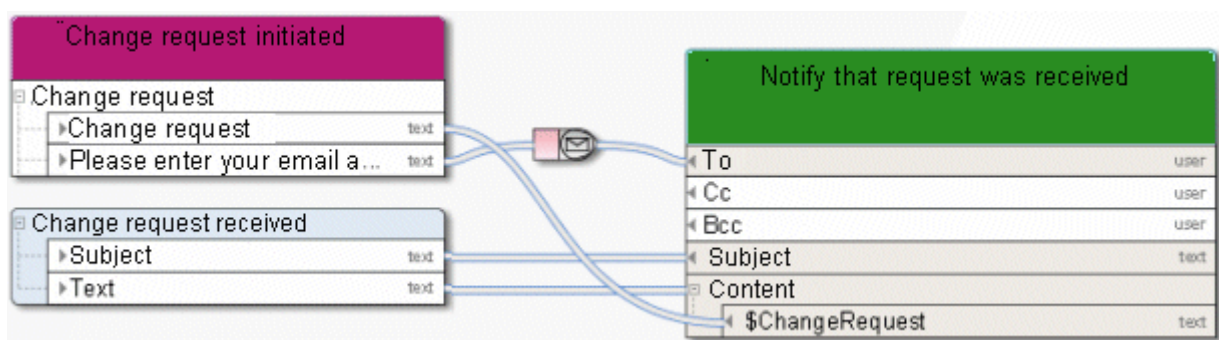 Change request initiated
Change request
Change request text
Please enter your email a... text
Change request received
Subject text
Text text
Notify that request was received
To user
Cc user
Bcc user
Subject text
Content
$ChangeRequest text